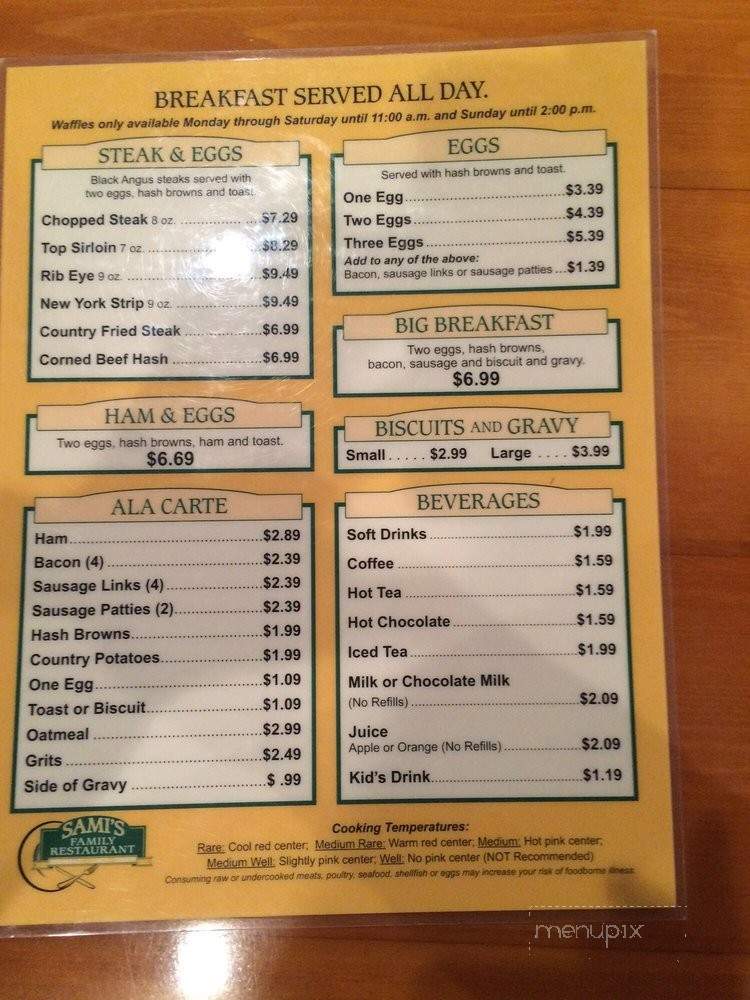 BREAKFAST SERVED ALL DAY.
Waffles only available Monday through Saturday until 11:00 a.m. and Sunday until 2:00 p.m.
STEAK & EGGS
Black Angus steaks served with
two eggs, hash browns and toast.
Chopped Steak 8 oz. .................. $7.29
Top Sirloin 7 oz. .................. $8.29
Rib Eye 9 oz. .................. $9.49
New York Strip 9 oz. .................. $9.49
Country Fried Steak .................. $6.99
Corned Beef Hash .................. $6.99
HAM & EGGS
Two eggs, hash browns, ham and toast.
$6.69
ALA CARTE
Ham .................. $2.89
Bacon (4) .................. $2.39
Sausage Links (4) .................. $2.39
Sausage Patties (2) .................. $2.39
Hash Browns .................. $1.99
Country Potatoes .................. $1.99
One Egg .................. $1.09
Toast or Biscuit .................. $1.09
Oatmeal .................. $2.99
Grits .................. $2.49
Side of Gravy .................. $ .99
EGGS
Served with hash browns and toast.
One Egg .................. $3.39
Two Eggs .................. $4.39
Three Eggs .................. $5.39
Add to any of the above:
Bacon, sausage links or sausage patties ... $1.39
BIG BREAKFAST
Two eggs, hash browns,
bacon, sausage and biscuit and gravy.
$6.99
BISCUITS AND GRAVY
Small . . . . . $2.99 Large . . . . $3.99
BEVERAGES
Soft Drinks .................. $1.99
Coffee .................. $1.59
Hot Tea .................. $1.59
Hot Chocolate .................. $1.59
Iced Tea .................. $1.99
Milk or Chocolate Milk
(No Refills) .................. $2.09
Juice
Apple or Orange (No Refills) .................. $2.09
Kid's Drink .................. $1.19
SAMI'S
FAMILY
RESTAURANT
Cooking Temperatures:
Rare: Cool red center; Medium Rare: Warm red center; Medium: Hot pink center;
Medium Well: Slightly pink center; Well: No pink center (NOT Recommended)
Consuming raw or undercooked meats, poultry, seafood, shellfish or eggs may increase your risk of foodborne illness.
menupix